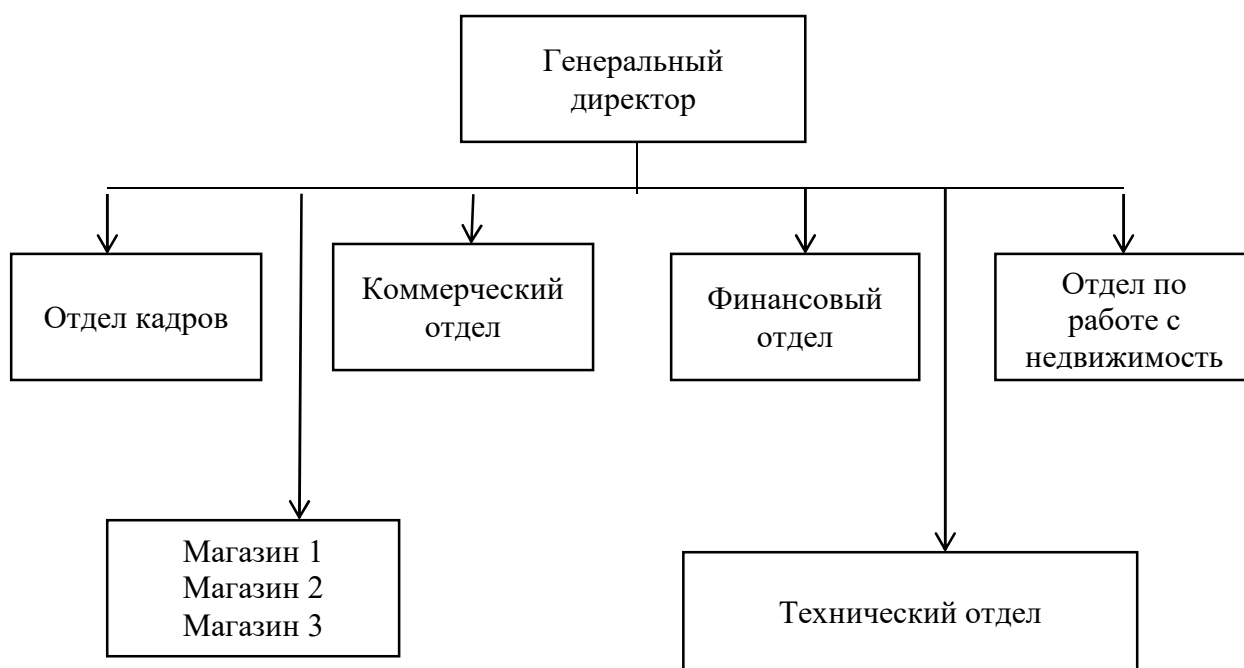 Генеральный
директор
Отдел кадров
Коммерческий
отдел
Финансовый
отдел
Отдел по
работе с
недвижимость
Магазин 1
Магазин 2
Магазин 3
Технический отдел